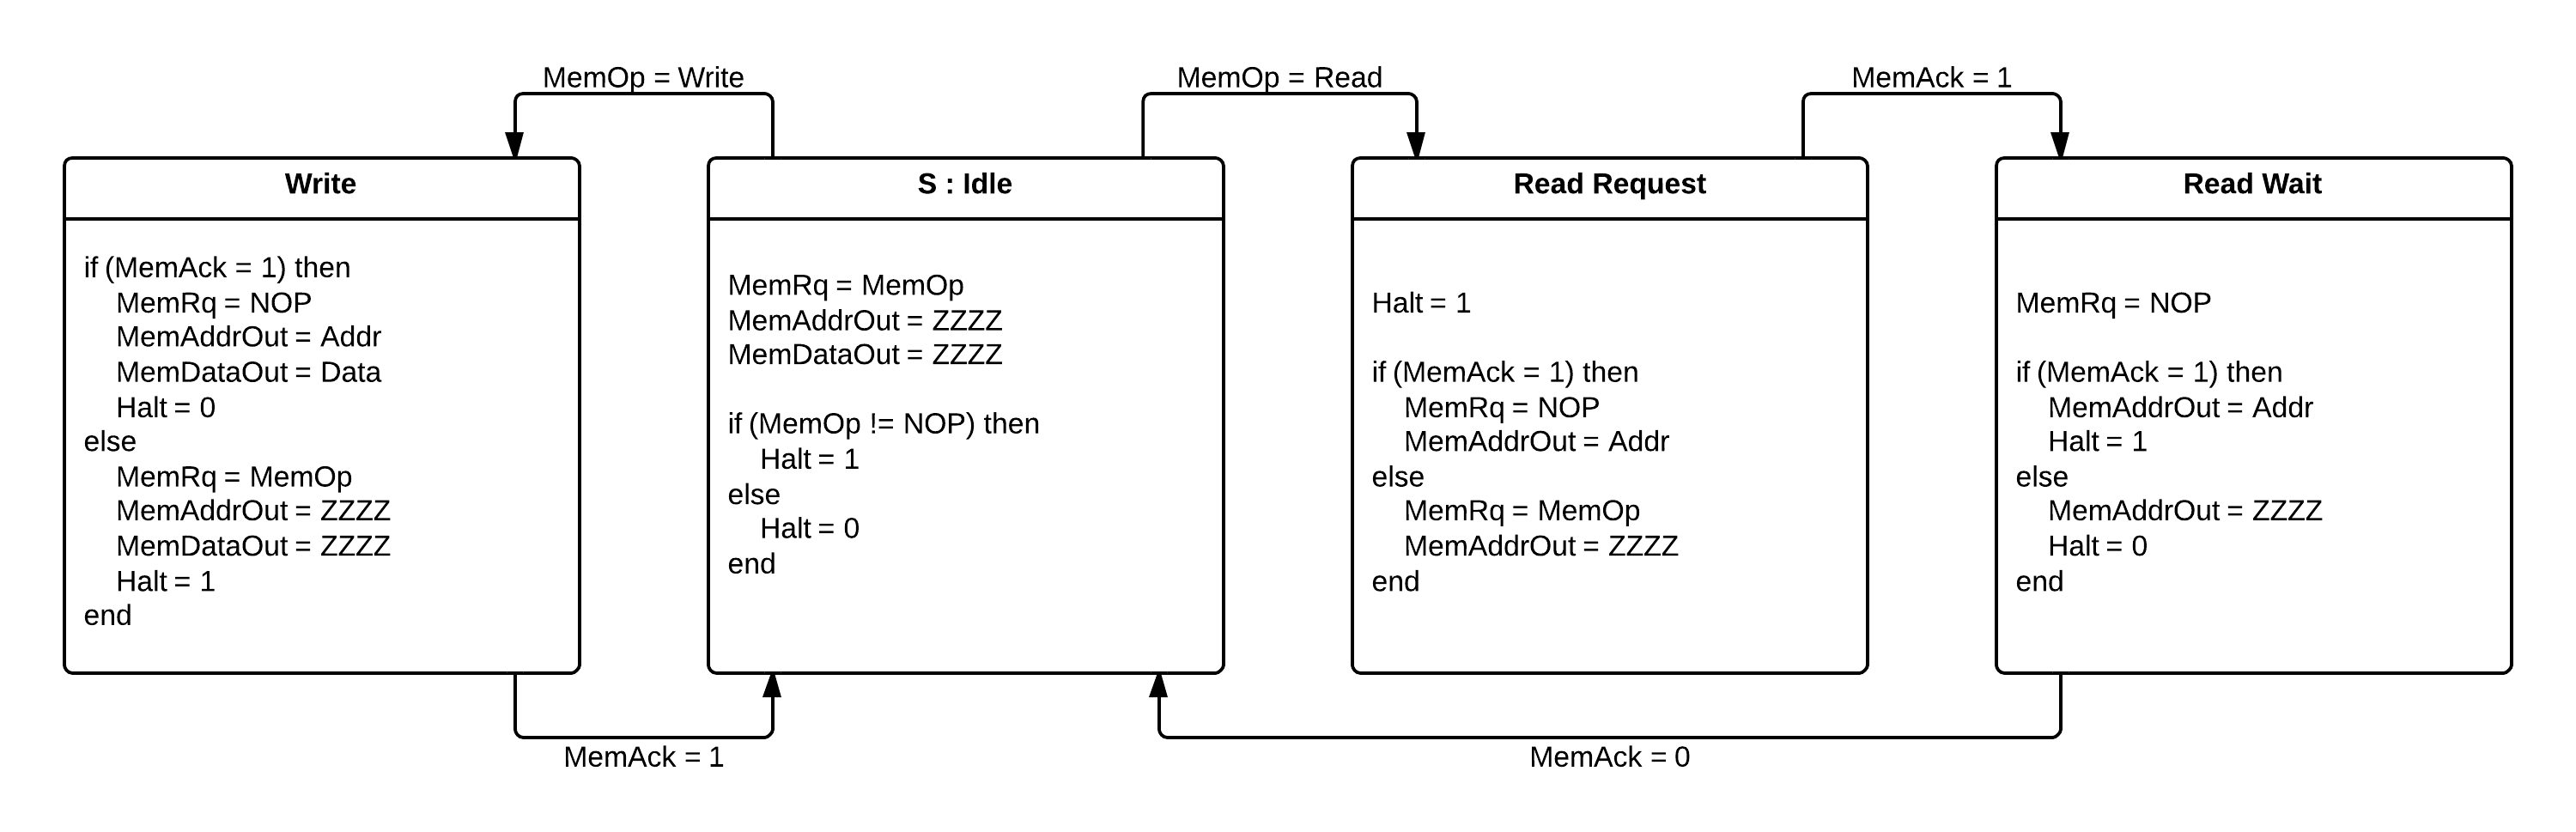 MemOp = Write
MemOp = Read
MemAck = 1
Write
if (MemAck = 1) then
MemRq = NOP
MemAddrOut = Addr
MemDataOut = Data
Halt = 0
else
MemRq = MemOp
MemAddrOut = ZZZZ
MemDataOut = ZZZZ
Halt = 1
end
S : Idle
MemRq = MemOp
MemAddrOut = ZZZZ
MemDataOut = ZZZZ
if (MemOp != NOP) then
Halt = 1
else
Halt = 0
end
Read Request
Halt = 1
if (MemAck = 1) then
MemRq = NOP
MemAddrOut = Addr
else
MemRq = MemOp
MemAddrOut = ZZZZ
end
Read Wait
MemRq = NOP
if (MemAck = 1) then
MemAddrOut = Addr
Halt = 1
else
MemAddrOut = ZZZZ
Halt = 0
end
MemAck = 1
MemAck = 0